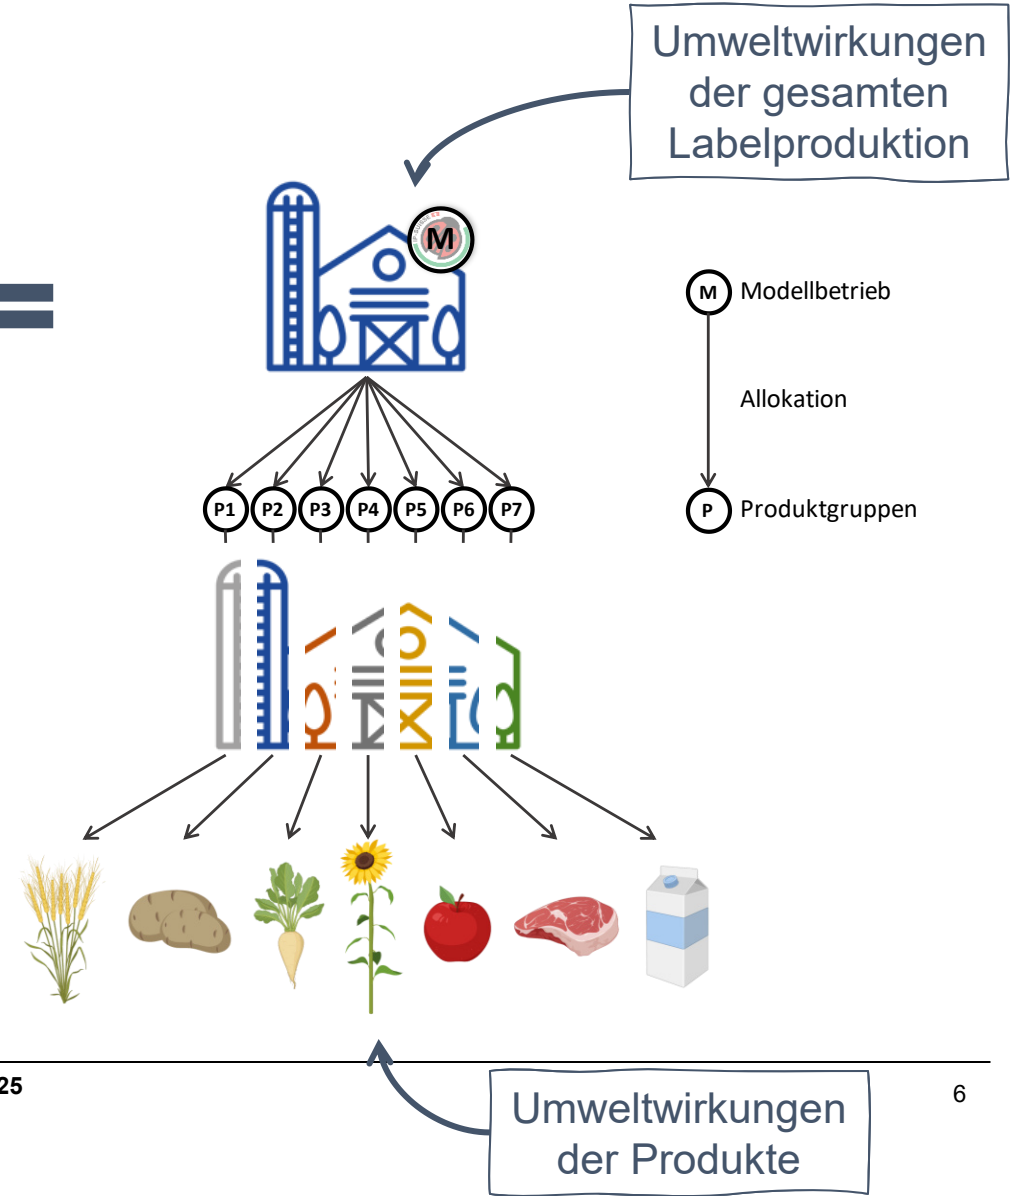 Umweltwirkungen
der gesamten
Labelproduktion
M
M Modellbetrieb
Allokation
P1 P2 P3 P4 P5 P6 P7
P Produktgruppen
25
6
Umweltwirkungen
der Produkte